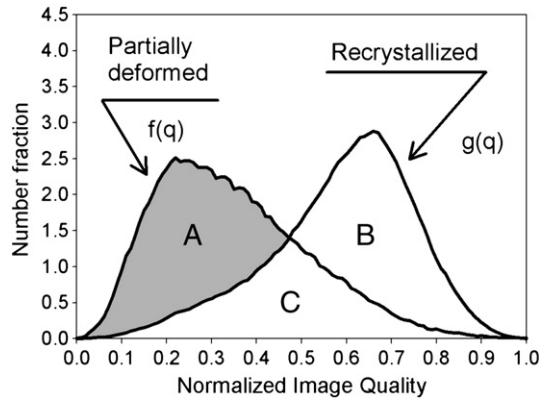 4.5
4.0
3.5
3.0
2.5
2.0
1.5
1.0
0.5
0.0
Number fraction
Partially
deformed
f(q)
Recrystallized
g(q)
A
B
C
0.0 0.1 0.2 0.3 0.4 0.5 0.6 0.7 0.8 0.9 1.0
Normalized Image Quality